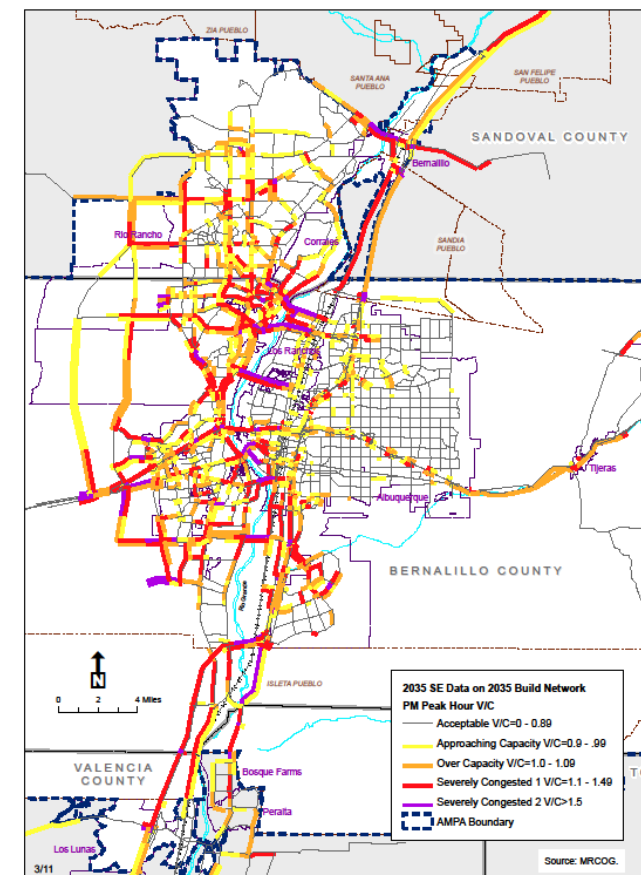 ZIA PUEBLO
SANTA ANA
PUEBLO
SAN FELIPE
PUEBLO
SANDOVAL COUNTY
Bernalillo
Rio Rancho
Corrales
SANDIA
PUEBLO
Los Ranchos
Tijeras
Albuquerque
BERNALILLO COUNTY
Rio Grande
N
0 2 4 Miles
ISLETA PUEBLO
2035 SE Data on 2035 Build Network
PM Peak Hour V/C
Acceptable V/C=0 - 0.89
Approaching Capacity V/C=0.9 - .99
Over Capacity V/C=1.0 - 1.09
Severely Congested 1 V/C=1.1 - 1.49
Severely Congested 2 V/C>1.5
AMPA Boundary
VALENCIA
COUNTY
Bosque Farms
Peralta
Los Lunas
3/11
Source: MRCOG.